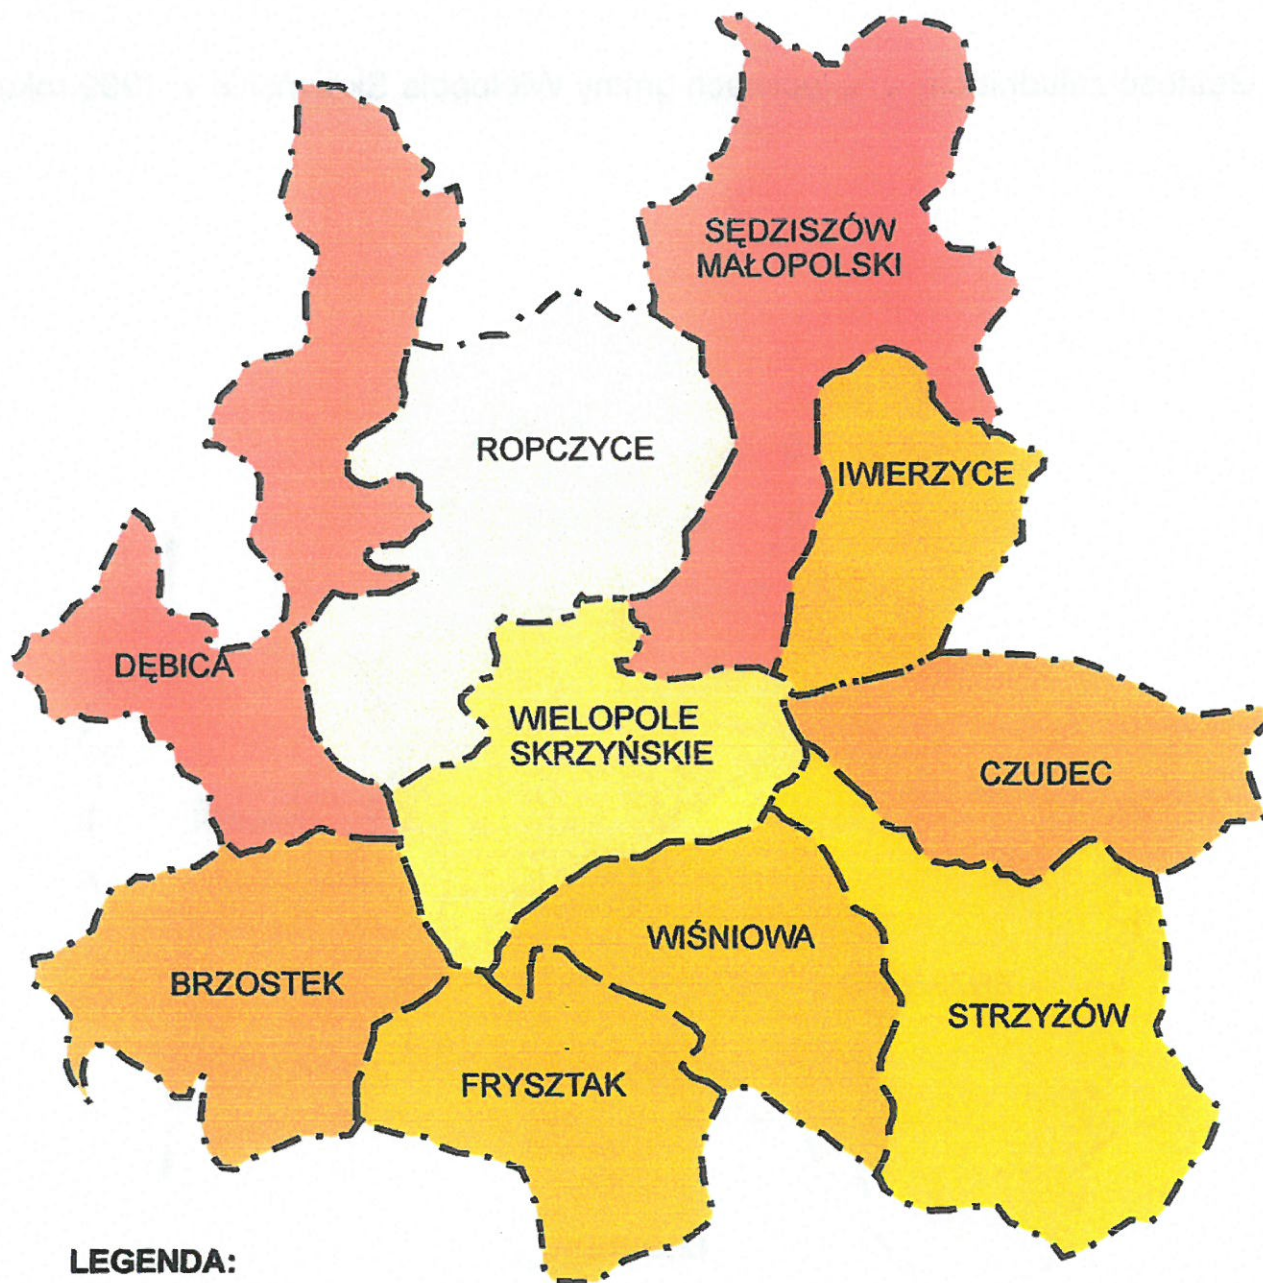 SĘDZISZÓW
MAŁOPOLSKI
ROPCZYCE
IWIERZYCE
DĘBICA
WIELOPOLE
SKRZYŃSKIE
CZUDEC
WIŚNIOWA
BRZOSTEK
STRZYŻÓW
FRYSZTAK
LEGENDA: